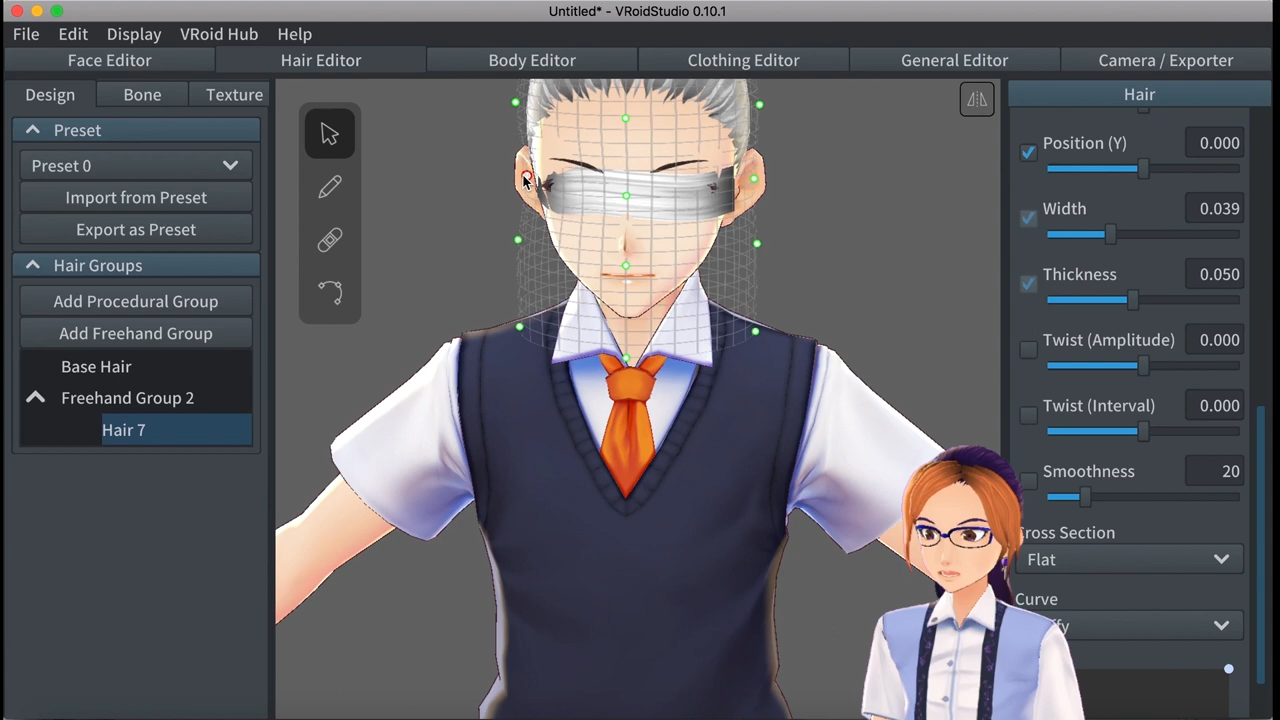 Untitled* - VRoidStudio 0.10.1
File Edit Display VRoid Hub Help
Face Editor Hair Editor Body Editor Clothing Editor General Editor Camera / Exporter
Design Bone Texture
Preset
Preset 0
Import from Preset
Export as Preset
Hair Groups
Add Procedural Group
Add Freehand Group
Base Hair
Freehand Group 2
Hair 7
Hair
Position (Y) 0.000
Width 0.039
Thickness 0.050
Twist (Amplitude) 0.000
Twist (Interval) 0.000
Smoothness 20
Cross Section
Flat
Curve